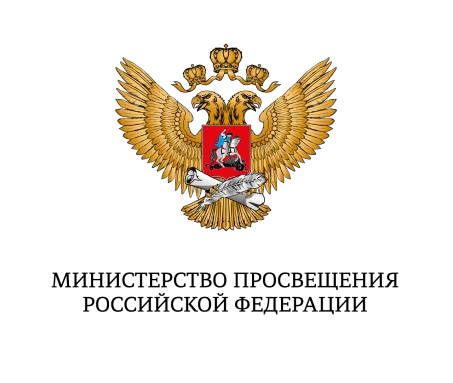 МИНИСТЕРСТВО ПРОСВЕЩЕНИЯ
РОССИЙСКОЙ ФЕДЕРАЦИИ